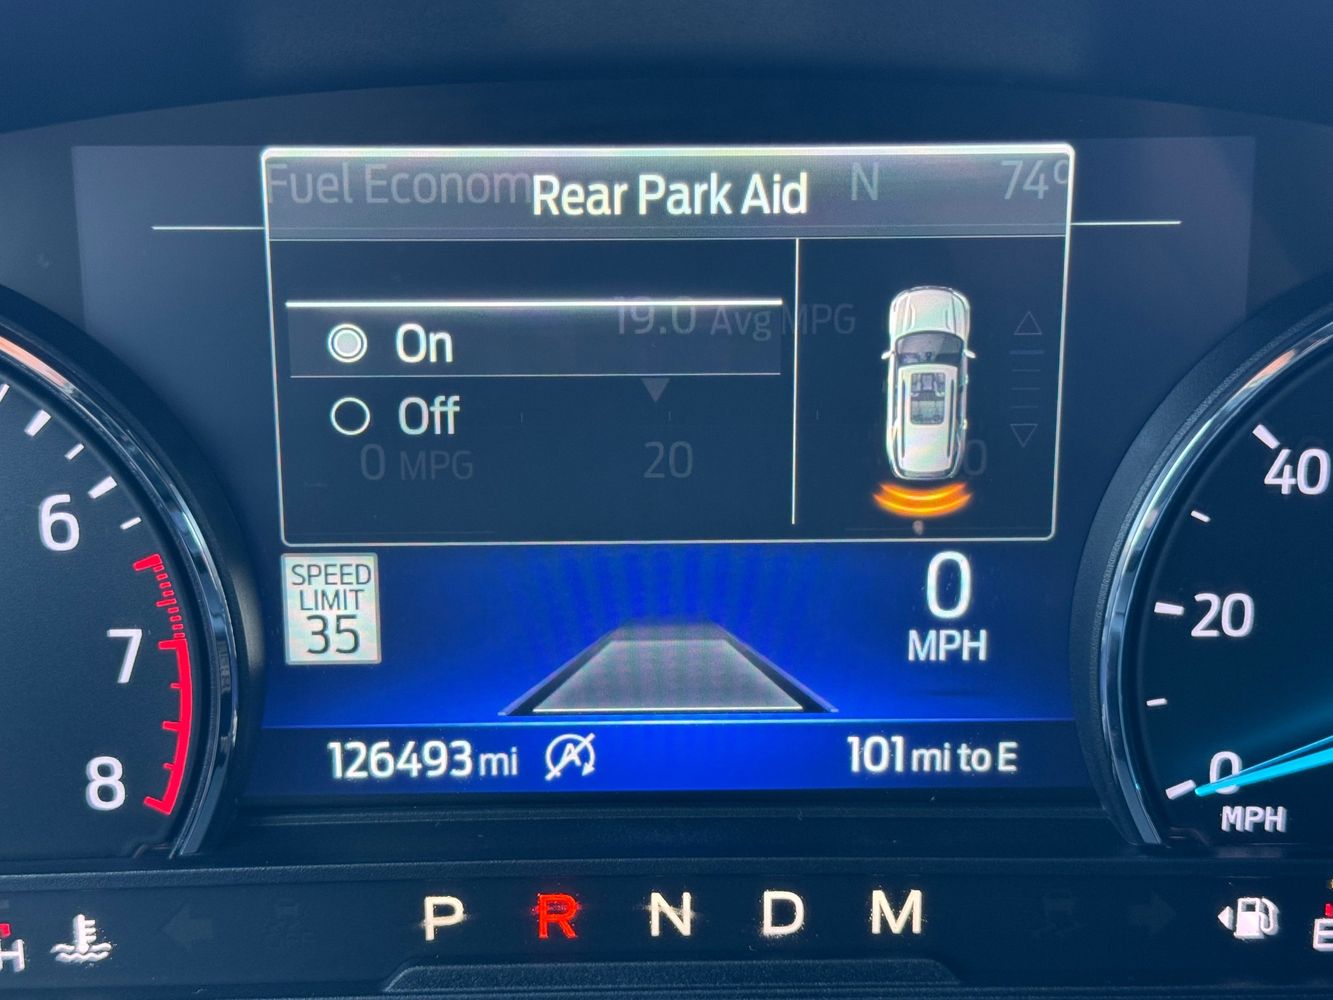 Fuel Econom
Rear Park Aid
N
74°
On
19.0 Avg MPG
Off
0 MPG
20
SPEED
LIMIT
35
0
MPH
126493 mi
A
101 mi to E
6
7
8
40
20
0
MPH
P R N D M
H
E